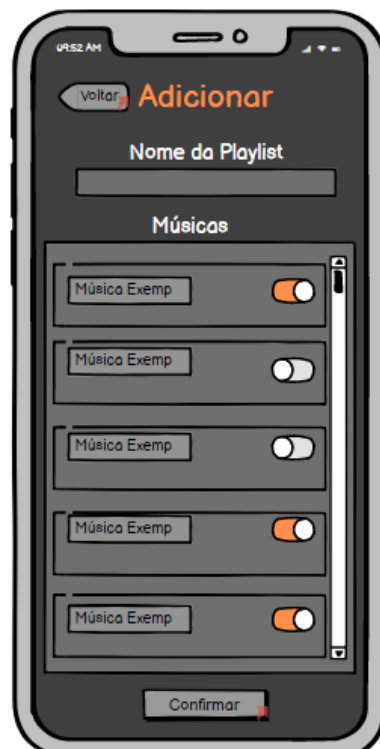 09:52 AM
Voltar
Adicionar
Nome da Playlist
Músicas
Música Exemp
Música Exemp
Música Exemp
Música Exemp
Música Exemp
Confirmar